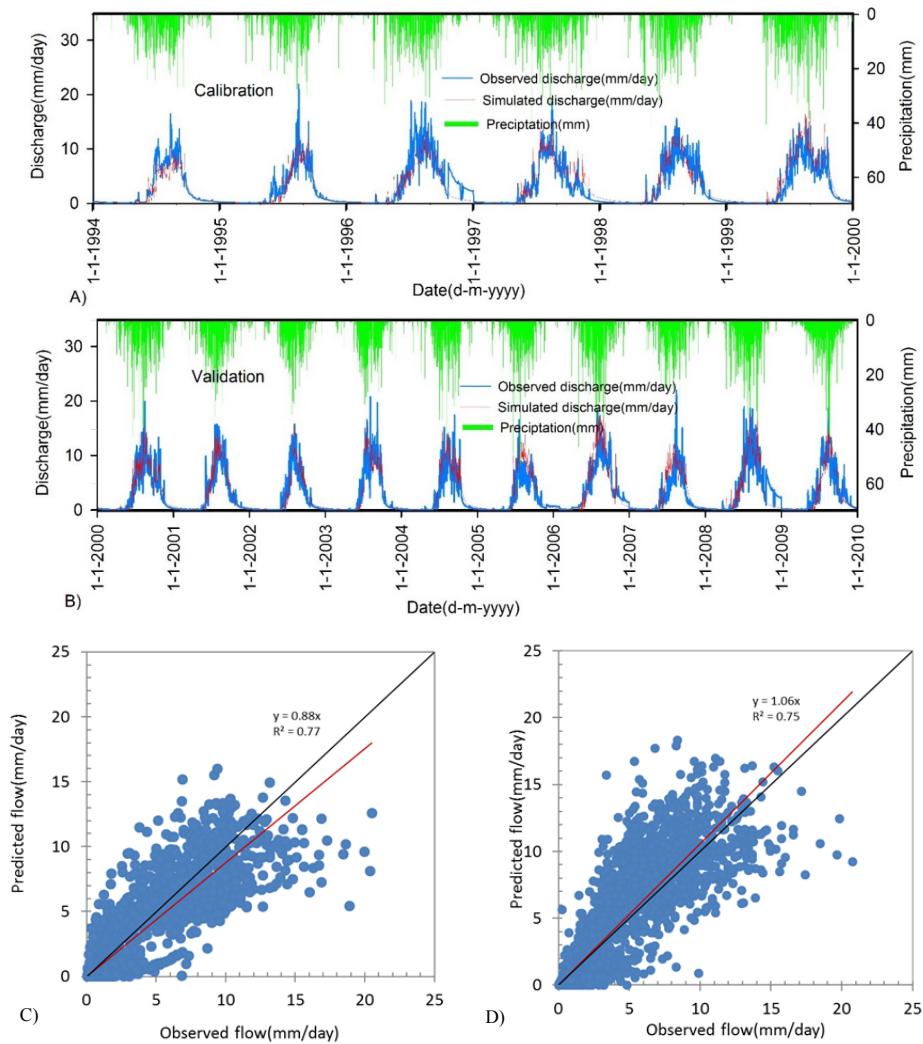 35
30
20
10
0
0
20
40
60
Discharge(mm/day)
Precipitation(mm)
Calibration
Observed discharge(mm/day)
Simulated discharge(mm/day)
Preciptation(mm)
1-1-1994
1-1-1995
1-1-1996
1-1-1997
1-1-1998
1-1-1999
1-1-2000
Date(d-m-yyyy)
A)
30
20
10
0
0
20
40
60
Discharge(mm/day)
Precipitation(mm)
Validation
Observed discharge(mm/day)
Simulated discharge(mm/day)
Preciptation(mm)
1-1-2000
1-1-2001
1-1-2002
1-1-2003
1-1-2004
1-1-2005
1-1-2006
1-1-2007
1-1-2008
1-1-2009
1-1-2010
Date(d-m-yyyy)
B)
25
20
15
10
5
0
Predicted flow(mm/day)
y = 0.88x
R² = 0.77
0 5 10 15 20 25
Observed flow(mm/day)
C)
25
20
15
10
5
0
Predicted flow(mm/day)
y = 1.06x
R² = 0.75
0 5 10 15 20 25
Observed flow(mm/day)
D)